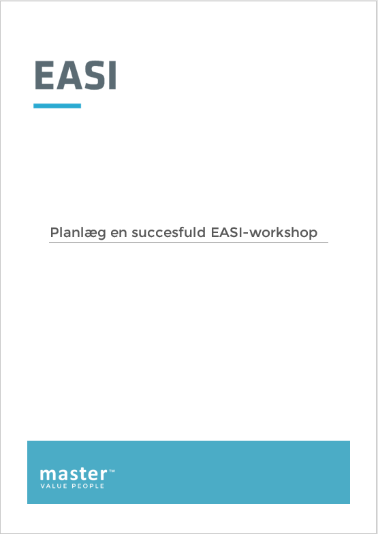 EASI
Planlæg en succesfuld EASI-workshop
master™
VALUE PEOPLE